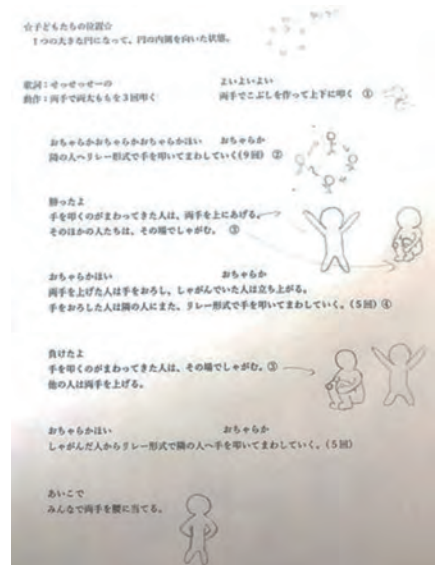 ☆子どもたちの位置☆
1つの大きな円になって、円の内側を向いた状態。
歌詞：せっせっせーの　よいよいよい
動作：両手で両太ももを3回叩く　両手でこぶしを作って上下に叩く ①
おちゃらかおちゃらかおちゃらかほい　おちゃらか
隣の人へリレー形式で手を叩いてまわしていく(9回) ②
勝ったよ
手を叩くのがまわってきた人は、両手を上にあげる。
そのほかの人たちは、その場でしゃがむ。 ③
おちゃらかほい　おちゃらか
両手を上げた人は手をおろし、しゃがんでいた人は立ち上がる。
手をおろした人は隣の人にまた、リレー形式で手を叩いてまわしていく。(5回) ④
負けたよ
手を叩くのがまわってきた人は、その場でしゃがむ。⑤
他の人は両手を上げる。
おちゃらかほい　おちゃらか
しゃがんだ人からリレー形式で隣の人へ手を叩いてまわしていく。(5回)
あいこで
みんなで両手を腰に当てる。